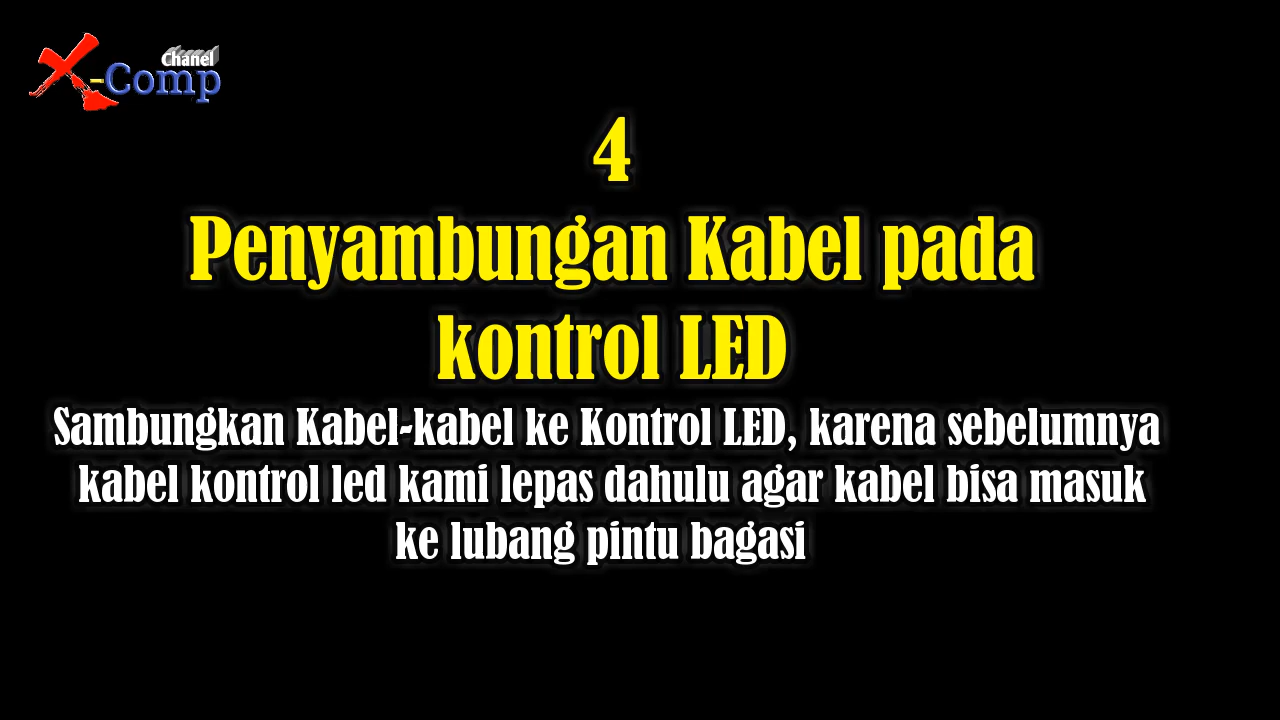 Chanel
X-Comp
4
Penyambungan Kabel pada
kontrol LED
Sambungkan Kabel-kabel ke Kontrol LED, karena sebelumnya
kabel kontrol led kami lepas dahulu agar kabel bisa masuk
ke lubang pintu bagasi